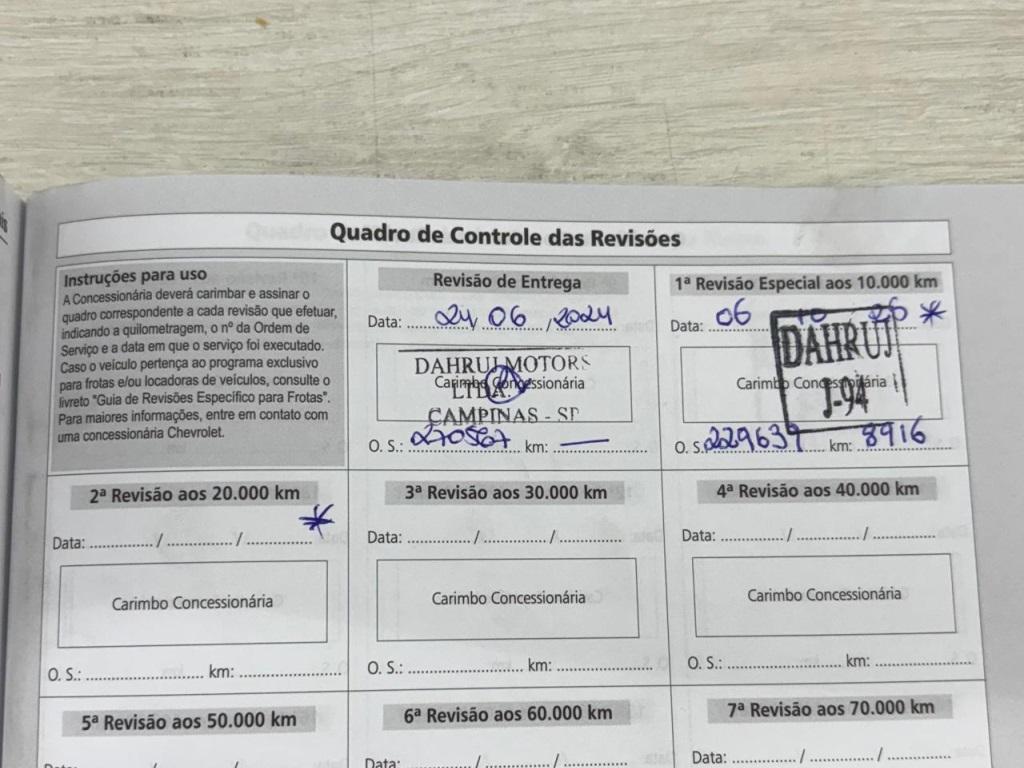 Quadro de Controle das Revisões
Instruções para uso
A Concessionária deverá carimbar e assinar o
quadro correspondente a cada revisão que efetuar,
indicando a quilometragem, o nº da Ordem de
Serviço e a data em que o serviço foi executado.
Caso o veículo pertença ao programa exclusivo
para frotas e/ou locadoras de veículos, consulte o
livreto "Guia de Revisões Específico para Frotas".
Para maiores informações, entre em contato com
uma concessionária Chevrolet.
Revisão de Entrega
Data: 24/06/2024
DAHRUJ MOTORS
Carimbo Concessionária
LTDA.
CAMPINAS - SP
O. S.: 270567 km: —
1ª Revisão Especial aos 10.000 km
Data: 06 10 *
DAHRUJ
Carimbo Concessionária
J-94
O. S. 229637 km: 8916
2ª Revisão aos 20.000 km
*
Data: ............../............../..............
Carimbo Concessionária
O. S.: .......................... km: .......................
3ª Revisão aos 30.000 km
Data: ............../............../..............
Carimbo Concessionária
O. S.: .......................... km: .......................
4ª Revisão aos 40.000 km
Data: ............../............../..............
Carimbo Concessionária
O. S.: .......................... km: .......................
5ª Revisão aos 50.000 km
Data:
6ª Revisão aos 60.000 km
Data: ............../............../..............
7ª Revisão aos 70.000 km
Data: ............../............../..............